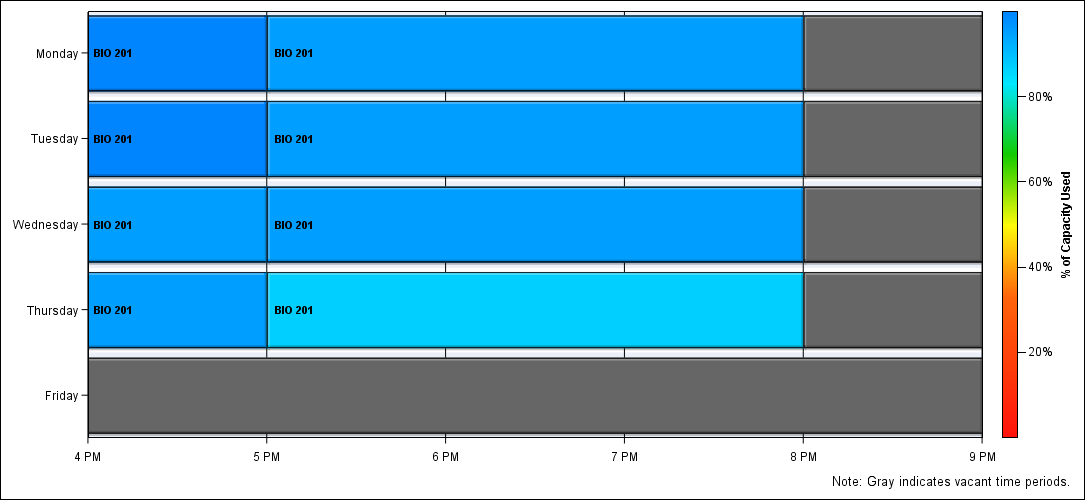 Monday
BIO 201
BIO 201
Tuesday
BIO 201
BIO 201
Wednesday
BIO 201
BIO 201
Thursday
BIO 201
BIO 201
Friday
4 PM
5 PM
6 PM
7 PM
8 PM
9 PM
80%
60%
40%
20%
% of Capacity Used
Note: Gray indicates vacant time periods.